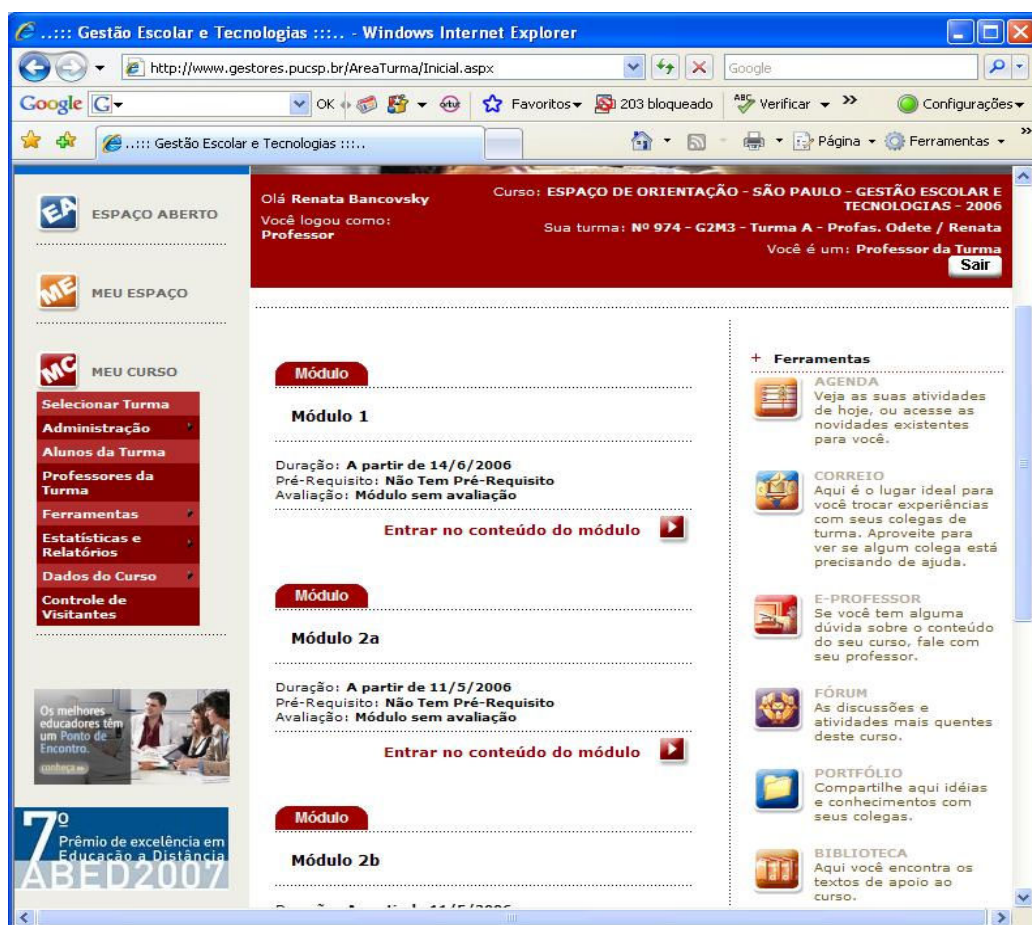 ..::: Gestão Escolar e Tecnologias :::.. - Windows Internet Explorer
http://www.gestores.pucsp.br/AreaTurma/Inicial.aspx
Google
Google
G
OK
Favoritos
203 bloqueado
ABC
Verificar
»
Configurações
..::: Gestão Escolar e Tecnologias :::..
Página
Ferramentas
»
EA
ESPAÇO ABERTO
ME
MEU ESPAÇO
MC
MEU CURSO
Selecionar Turma
Administração
Alunos da Turma
Professores da
Turma
Ferramentas
Estatísticas e
Relatórios
Dados do Curso
Controle de
Visitantes
Os melhores
educadores têm
um Ponto de
Encontro.
conheça »
7º
Prêmio de excelência em
Educação a Distância
ABED2007
Olá Renata Bancovsky
Você logou como:
Professor
Curso: ESPAÇO DE ORIENTAÇÃO - SÃO PAULO - GESTÃO ESCOLAR E
TECNOLOGIAS - 2006
Sua turma: Nº 974 - G2M3 - Turma A - Profas. Odete / Renata
Você é um: Professor da Turma
Sair
Módulo
Módulo 1
Duração: A partir de 14/6/2006
Pré-Requisito: Não Tem Pré-Requisito
Avaliação: Módulo sem avaliação
Entrar no conteúdo do módulo
Módulo
Módulo 2a
Duração: A partir de 11/5/2006
Pré-Requisito: Não Tem Pré-Requisito
Avaliação: Módulo sem avaliação
Entrar no conteúdo do módulo
Módulo
Módulo 2b
+ Ferramentas
AGENDA
Veja as suas atividades
de hoje, ou acesse as
novidades existentes
para você.
CORREIO
Aqui é o lugar ideal para
você trocar experiências
com seus colegas de
turma. Aproveite para
ver se algum colega está
precisando de ajuda.
E-PROFESSOR
Se você tem alguma
dúvida sobre o conteúdo
do seu curso, fale com
seu professor.
FÓRUM
As discussões e
atividades mais quentes
deste curso.
PORTFÓLIO
Compartilhe aqui idéias
e conhecimentos com
seus colegas.
BIBLIOTECA
Aqui você encontra os
textos de apoio ao
curso.